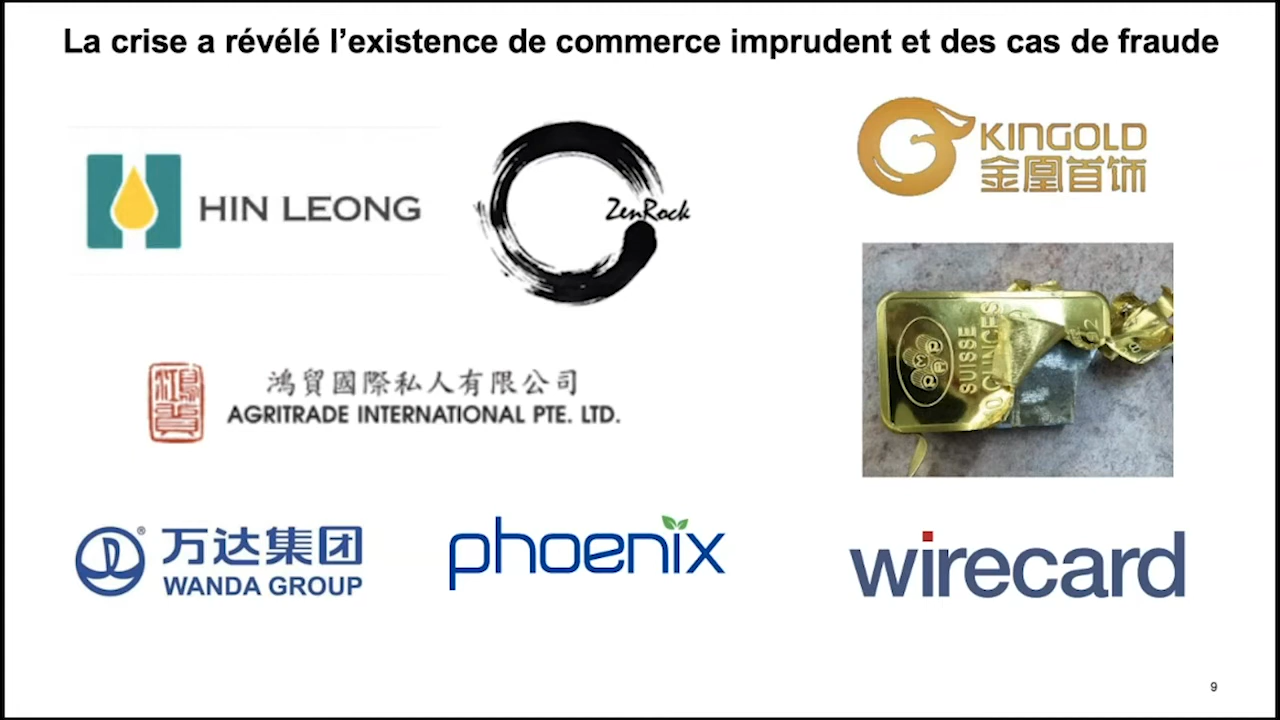 La crise a révélé l’existence de commerce imprudent et des cas de fraude
HIN LEONG
ZenRock
KINGOLD
金凰首饰
SUISSE
OUNCES
鴻貿國際私人有限公司
AGRITRADE INTERNATIONAL PTE. LTD.
万达集团
WANDA GROUP
phoenix
wirecard
9